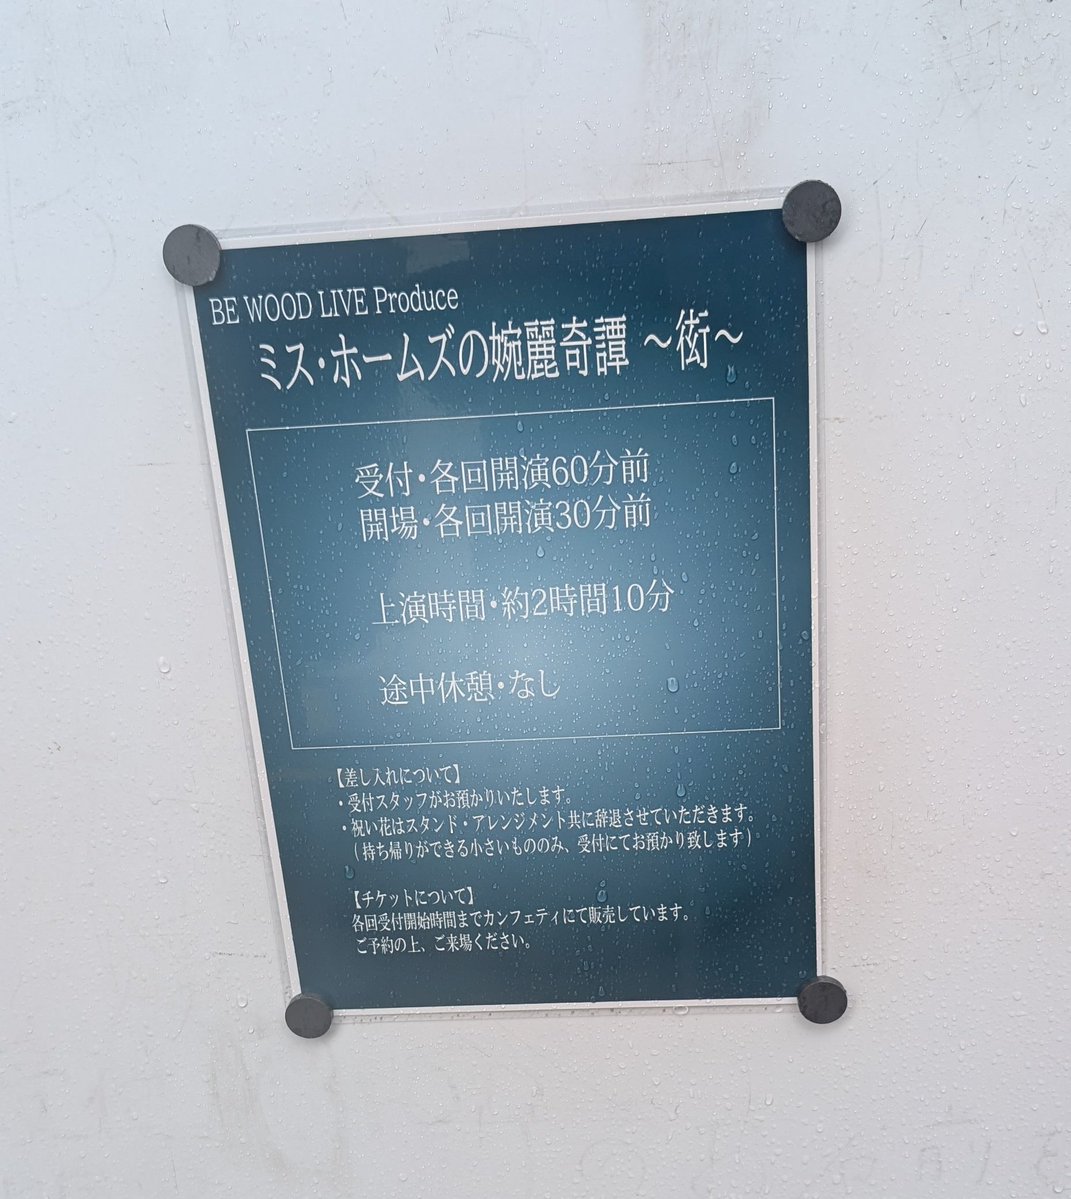 BE WOOD LIVE Produce
ミス・ホームズの婉麗奇譚 ～衒～
受付・各回開演60分前
開場・各回開演30分前
上演時間・約2時間10分
途中休憩・なし
【差し入れについて】
・受付スタッフがお預かりいたします。
・祝い花はスタンド・アレンジメント共に辞退させていただきます。
(持ち帰りができる小さいもののみ、受付にてお預かり致します)
【チケットについて】
各回受付開始時間までカンフェティにて販売しています。
ご予約の上、ご来場ください。